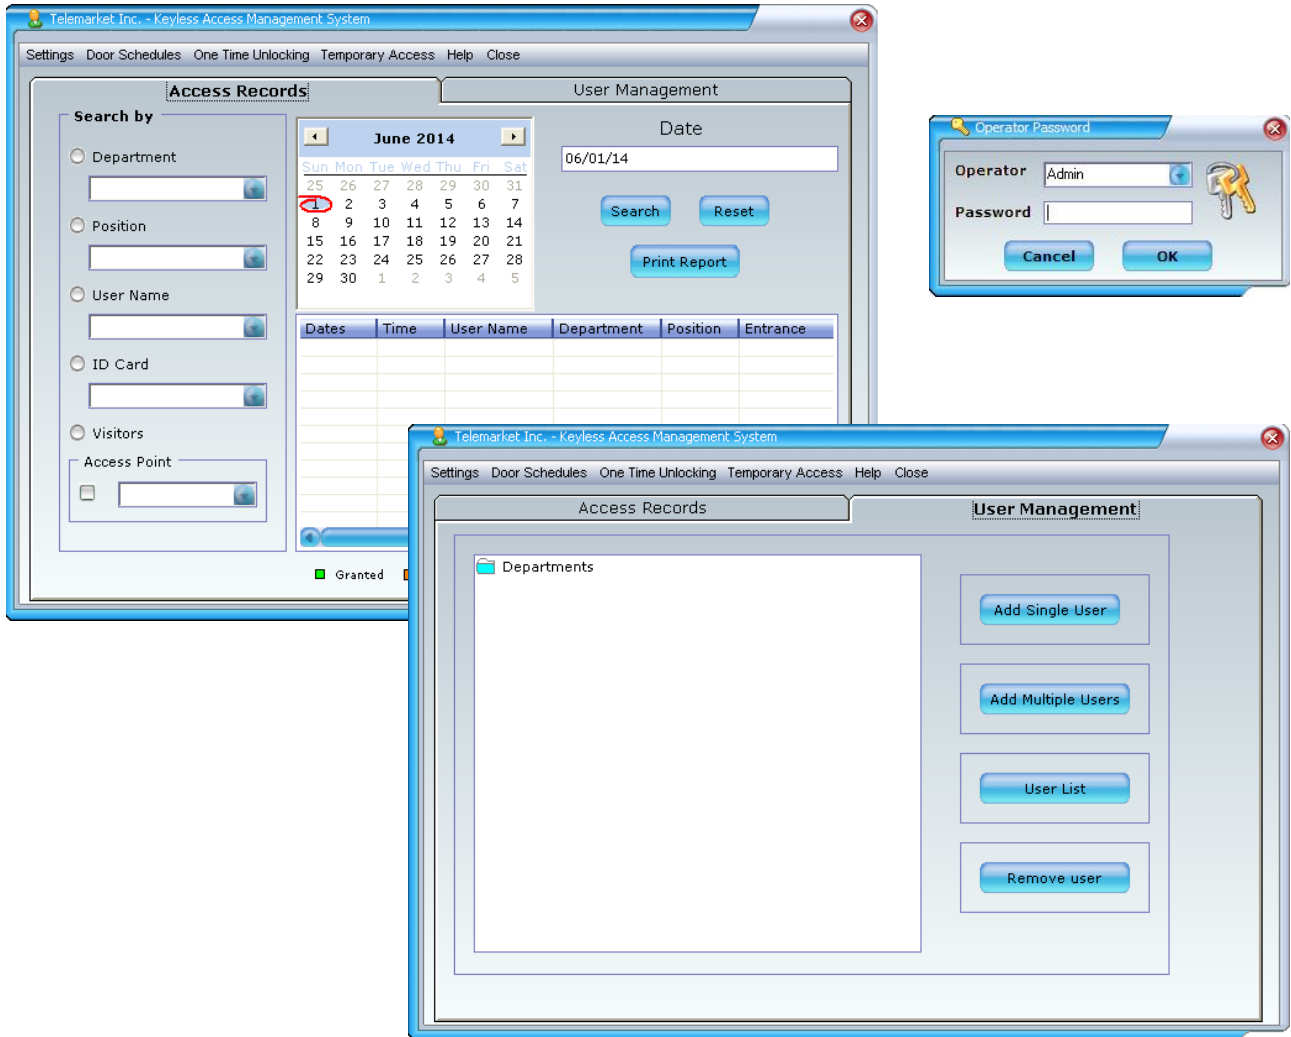 Telemarket Inc. - Keyless Access Management System
Settings Door Schedules One Time Unlocking Temporary Access Help Close
Access Records User Management
Search by
Department
Position
User Name
ID Card
Visitors
Access Point
June 2014
Sun Mon Tue Wed Thu Fri Sat
25 26 27 28 29 30 31
1 2 3 4 5 6 7
8 9 10 11 12 13 14
15 16 17 18 19 20 21
22 23 24 25 26 27 28
29 30 1 2 3 4 5
Date
06/01/14
Search Reset
Print Report
Dates Time User Name Department Position Entrance
Granted
Operator Password
Operator Admin
Password
Cancel OK
Telemarket Inc. - Keyless Access Management System
Settings Door Schedules One Time Unlocking Temporary Access Help Close
Access Records User Management
Departments
Add Single User
Add Multiple Users
User List
Remove user